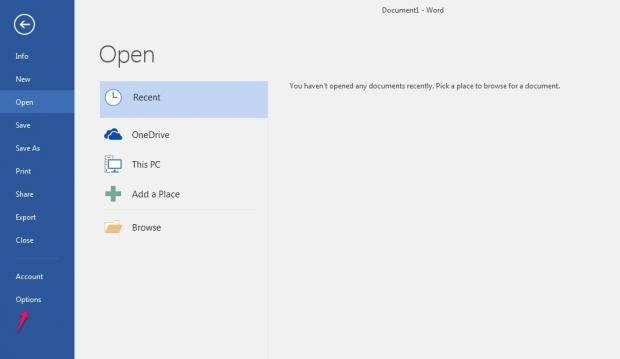 Document1 - Word
Info
New
Open
Save
Save As
Print
Share
Export
Close
Account
Options
Open
Recent
OneDrive
This PC
Add a Place
Browse
You haven't opened any documents recently. Pick a place to browse for a document.